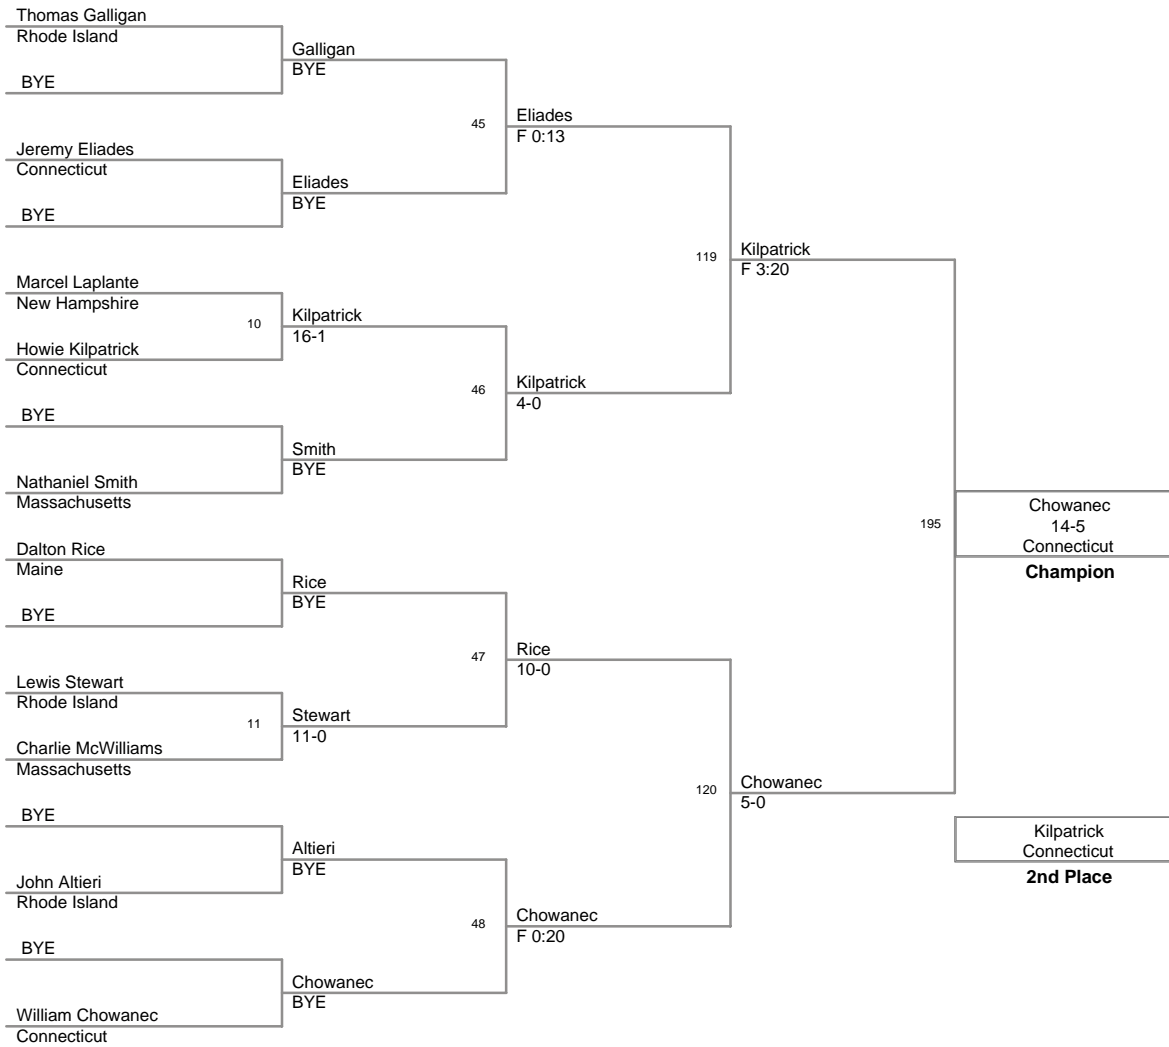 Thomas Galligan
Rhode Island
BYE
Jeremy Eliades
Connecticut
BYE
Marcel Laplante
New Hampshire
10
Howie Kilpatrick
Connecticut
BYE
Nathaniel Smith
Massachusetts
Dalton Rice
Maine
BYE
Lewis Stewart
Rhode Island
11
Charlie McWilliams
Massachusetts
BYE
John Altieri
Rhode Island
BYE
William Chowanec
Connecticut
Galligan
BYE
45
Eliades
BYE
Kilpatrick
16-1
46
Smith
BYE
Rice
BYE
47
Stewart
11-0
Altieri
BYE
48
Chowanec
BYE
Eliades
F 0:13
119
Kilpatrick
4-0
Rice
10-0
120
Chowanec
F 0:20
Kilpatrick
F 3:20
195
Chowanec
5-0
Chowanec
14-5
Connecticut
Champion
Kilpatrick
Connecticut
2nd Place